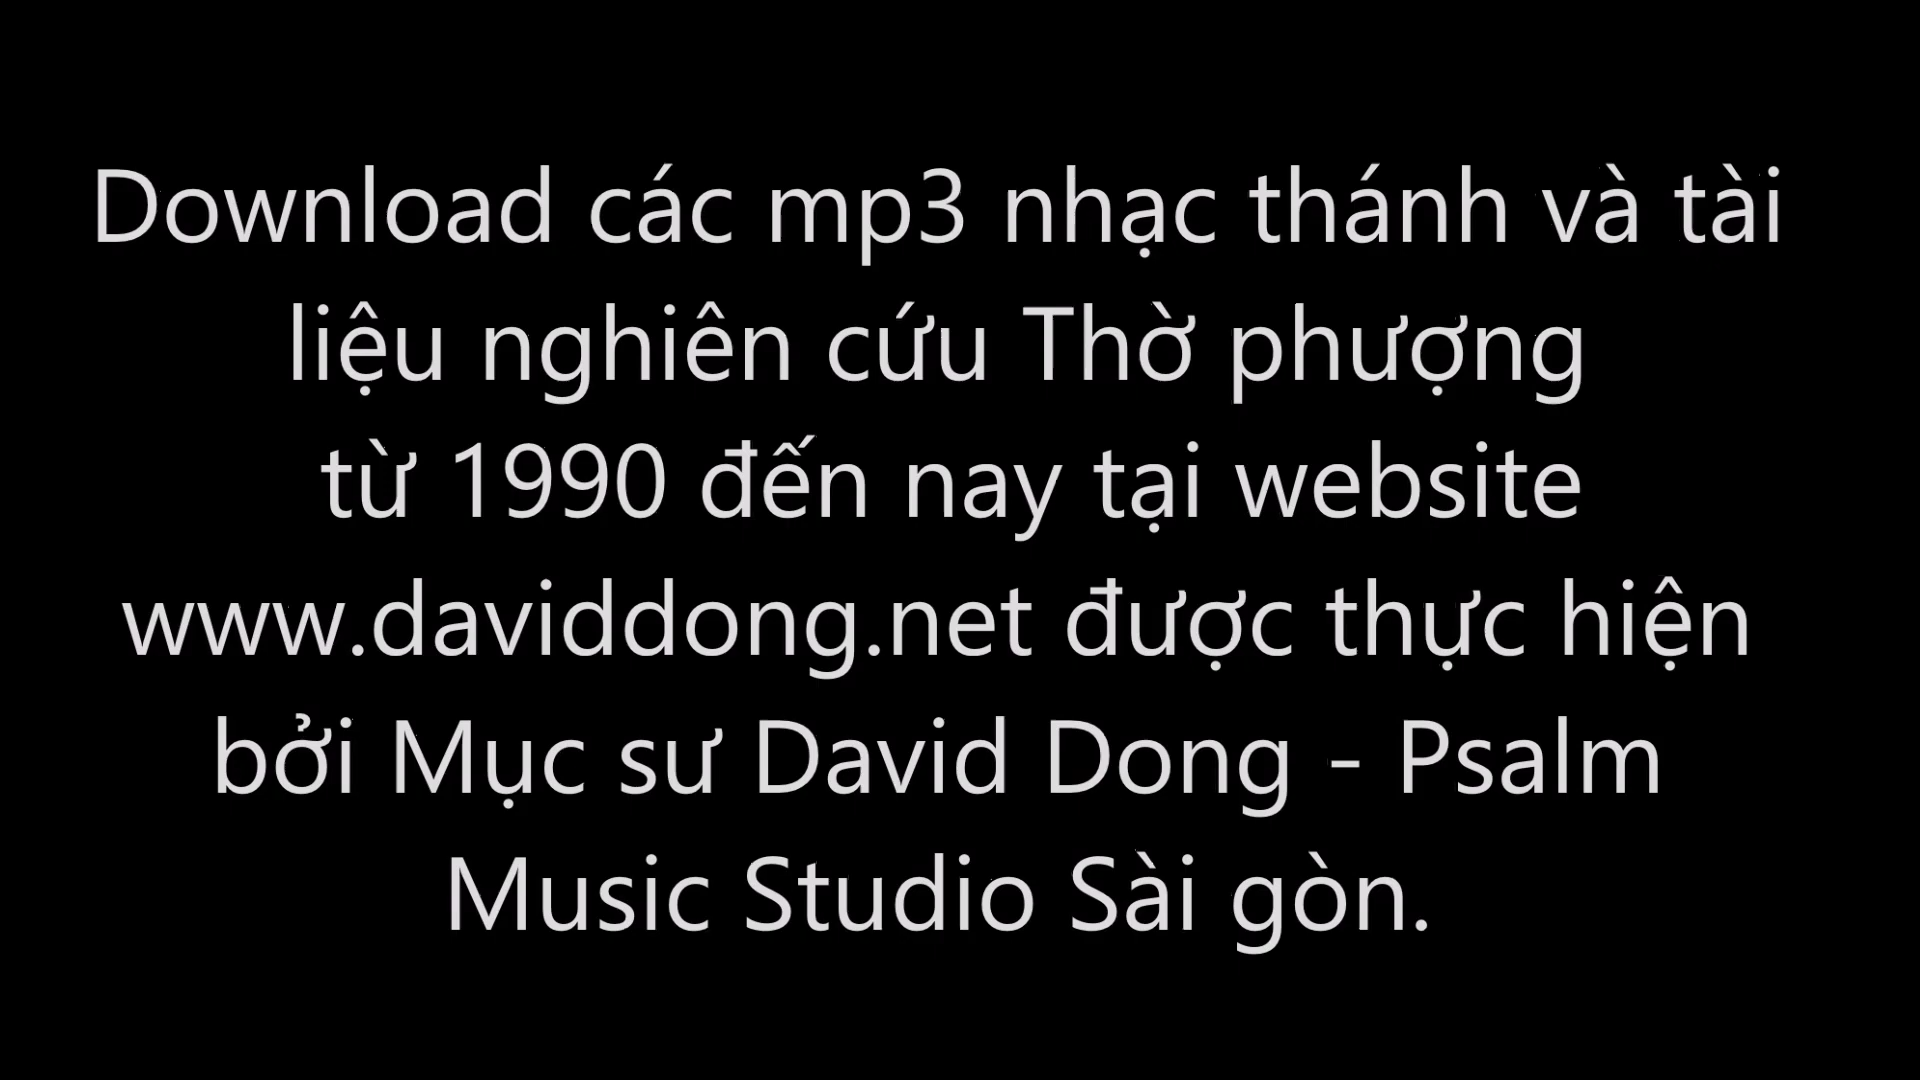 Download các mp3 nhạc thánh và tài
liệu nghiên cứu Thờ phượng
từ 1990 đến nay tại website
www.daviddong.net được thực hiện
bởi Mục sư David Dong - Psalm
Music Studio Sài gòn.